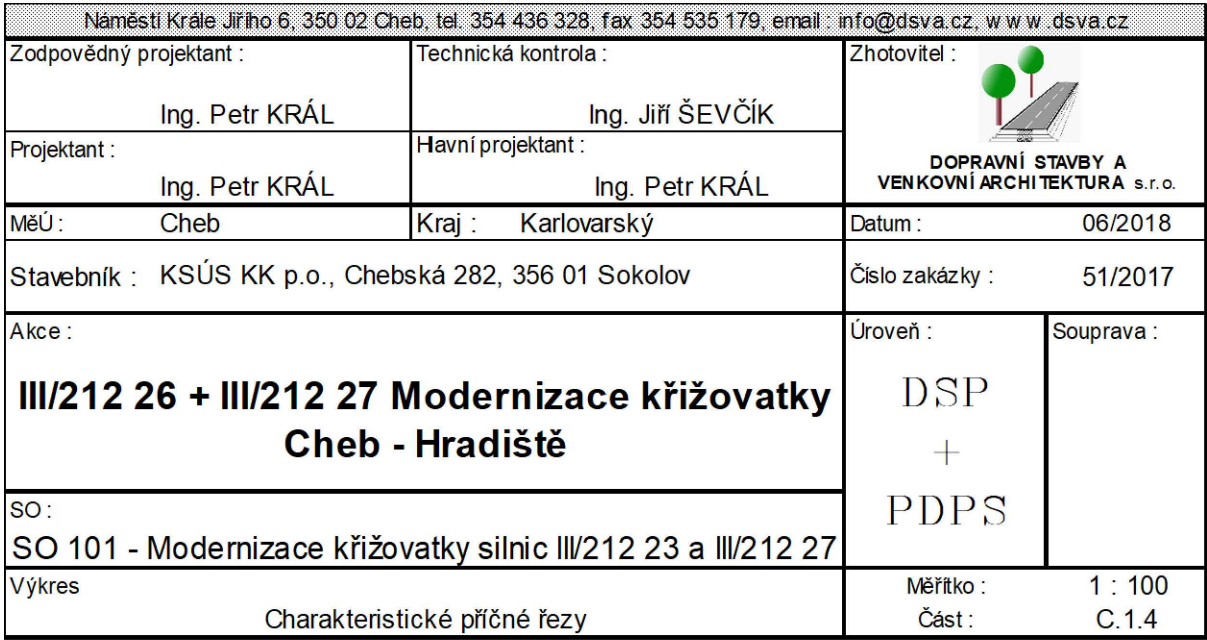 Náměstí Krále Jiřího 6, 350 02 Cheb, tel. 354 436 328, fax 354 535 179, email : info@dsva.cz, w w w .dsva.cz
Zodpovědný projektant :
Ing. Petr KRÁL
Technická kontrola :
Ing. Jiří ŠEVČÍK
Zhotovitel :
DOPRAVNÍ STAVBY A
VENKOVNÍ ARCHITEKTURA s.r.o.
Projektant :
Ing. Petr KRÁL
Hlavní projektant :
Ing. Petr KRÁL
MěÚ : Cheb
Kraj : Karlovarský
Datum : 06/2018
Stavebník : KSÚS KK p.o., Chebská 282, 356 01 Sokolov
Číslo zakázky : 51/2017
Akce :
III/212 26 + III/212 27 Modernizace křižovatky
Cheb - Hradiště
Úroveň :
DSP
+
PDPS
Souprava :
SO :
SO 101 - Modernizace křižovatky silnic III/212 23 a III/212 27
Výkres
Charakteristické příčné řezy
Měřítko : 1 : 100
Část : C.1.4